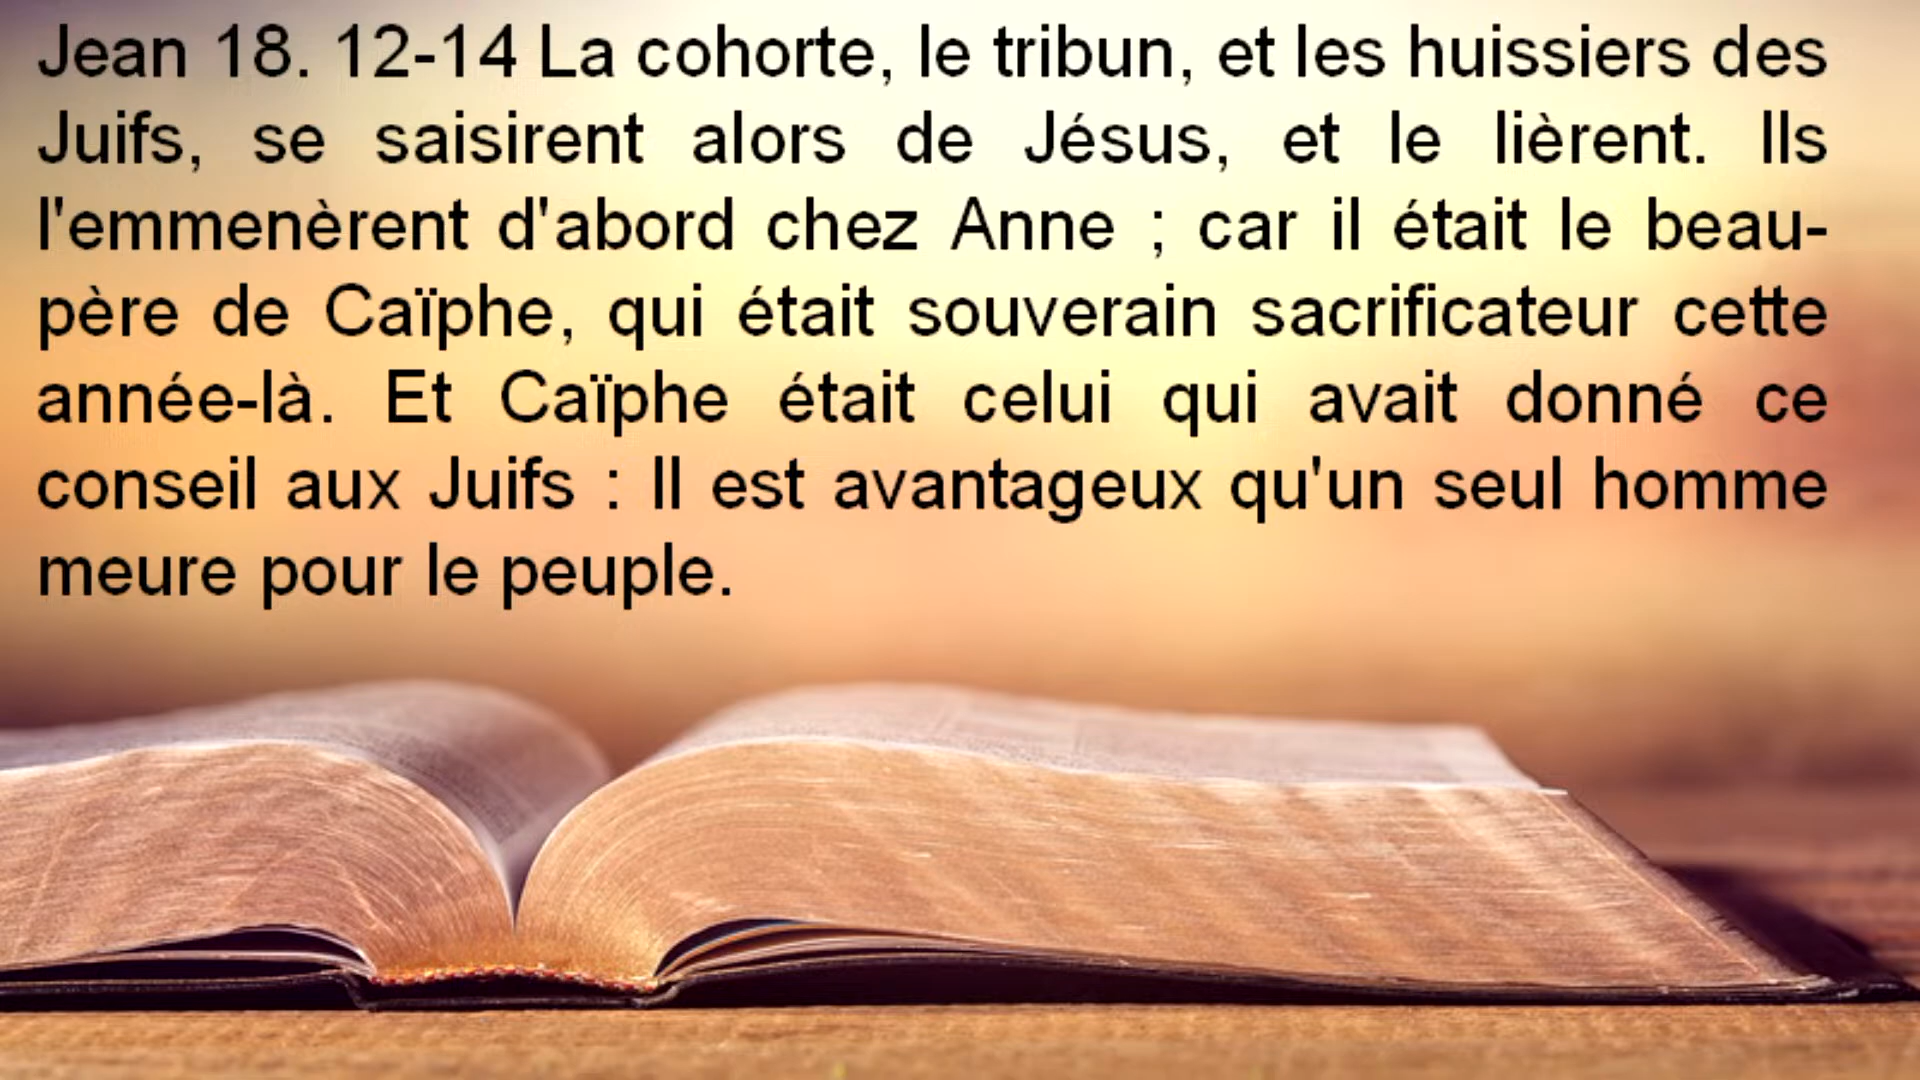 Jean 18. 12-14 La cohorte, le tribun, et les huissiers des
Juifs, se saisirent alors de Jésus, et le lièrent. Ils
l'emmenèrent d'abord chez Anne ; car il était le beau-
père de Caïphe, qui était souverain sacrificateur cette
année-là. Et Caïphe était celui qui avait donné ce
conseil aux Juifs : Il est avantageux qu'un seul homme
meure pour le peuple.